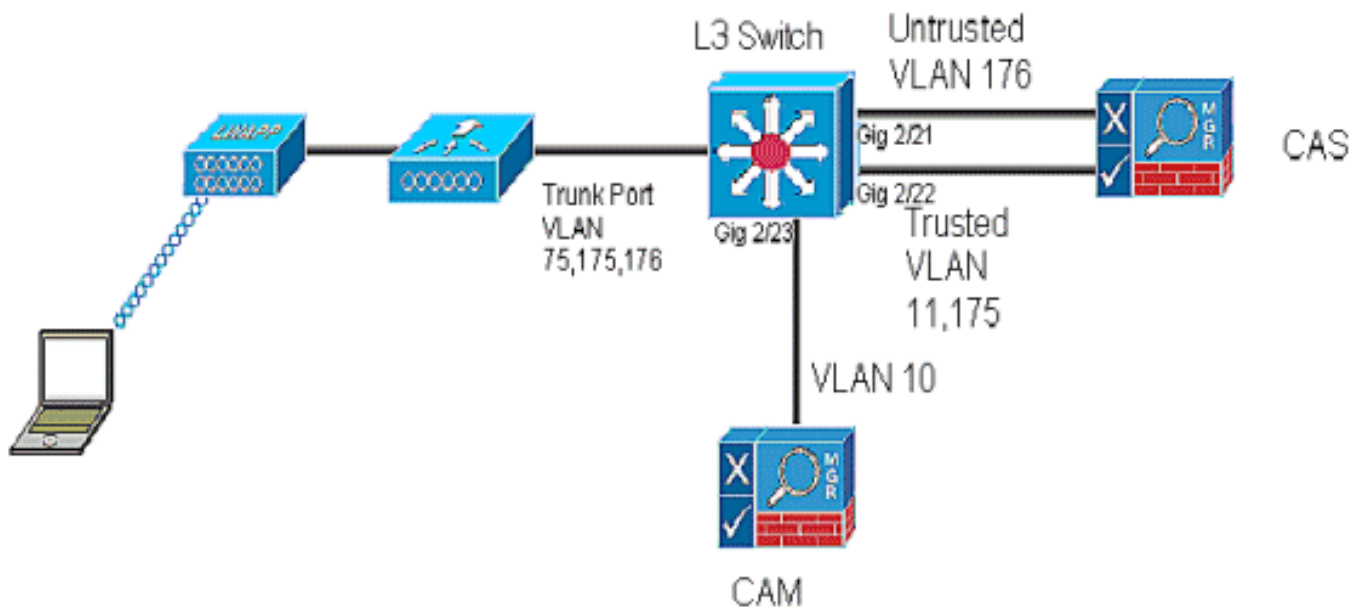 L3 Switch
Untrusted
VLAN 176
LWAPP
Gig 2/21
MGR
CAS
Trunk Port
VLAN
75,175,176
Gig 2/22
Gig 2/23
Trusted
VLAN
11,175
VLAN 10
MGR
CAM